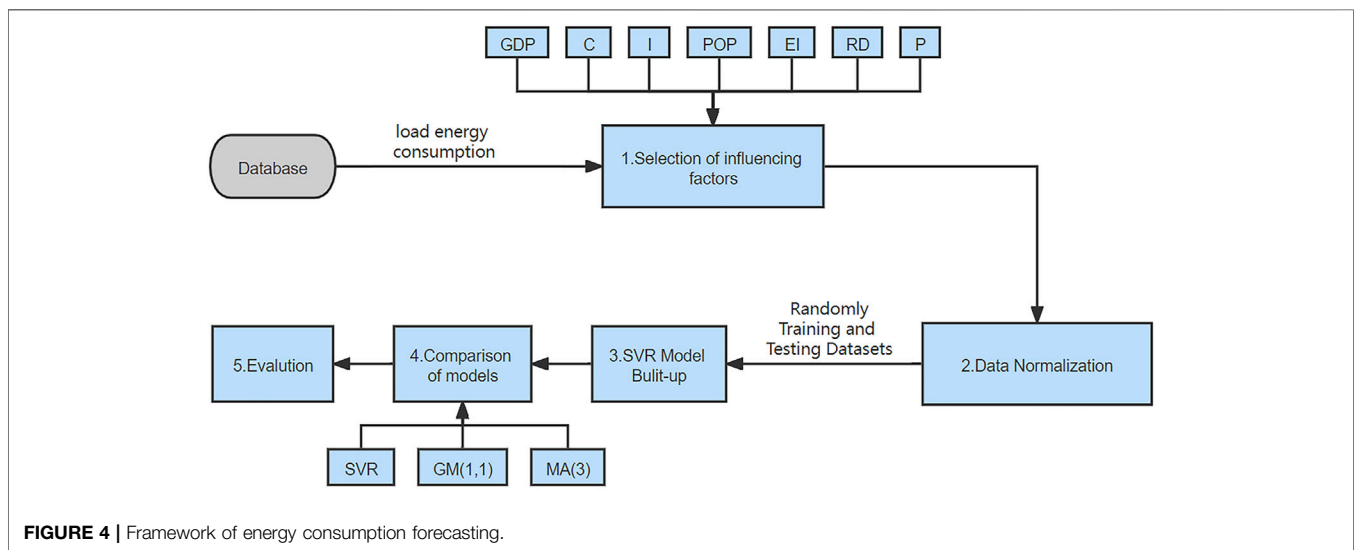 GDP
C
I
POP
EI
RD
P
load energy
consumption
Database
1.Selection of influencing
factors
Randomly
Training and
Testing Datasets
2.Data Normalization
3.SVR Model
Bulit-up
4.Comparison
of models
5.Evalution
SVR
GM(1,1)
MA(3)
FIGURE 4 | Framework of energy consumption forecasting.